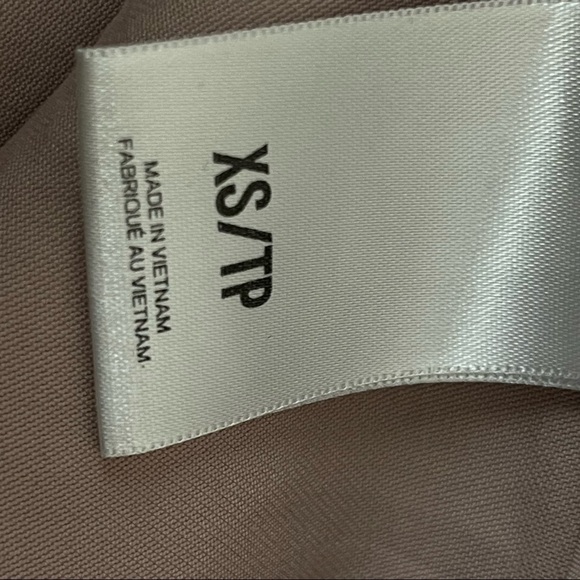 XS/TP
MADE IN VIETNAM
FABRIQUÉ AU VIETNAM